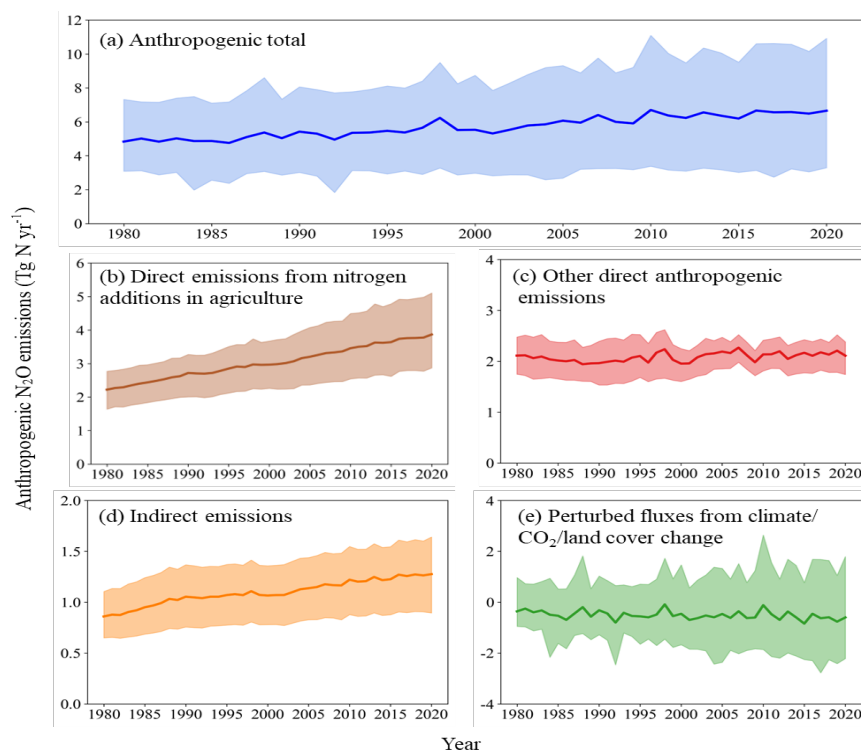 (a) Anthropogenic total
12
10
8
6
4
2
0
1980 1985 1990 1995 2000 2005 2010 2015 2020
Anthropogenic N₂O emissions (Tg N yr⁻¹)
(b) Direct emissions from nitrogen
additions in agriculture
6
5
4
3
2
1
0
1980 1985 1990 1995 2000 2005 2010 2015 2020
(c) Other direct anthropogenic
emissions
4
3
2
1
0
1980 1985 1990 1995 2000 2005 2010 2015 2020
(d) Indirect emissions
2.0
1.5
1.0
0.5
0.0
1980 1985 1990 1995 2000 2005 2010 2015 2020
(e) Perturbed fluxes from climate/
CO₂/land cover change
4
2
0
-2
-4
1980 1985 1990 1995 2000 2005 2010 2015 2020
Year